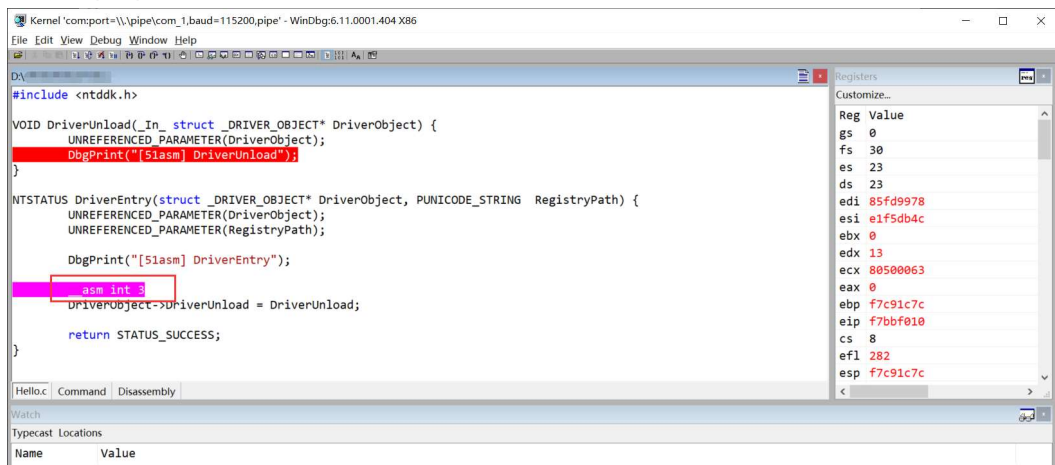 Kernel 'com:port=\\.\pipe\com_1,baud=115200,pipe' - WinDbg:6.11.0001.404 X86
File Edit View Debug Window Help
D:\
#include <ntddk.h>
VOID DriverUnload(_In_ struct _DRIVER_OBJECT* DriverObject) {
UNREFERENCED_PARAMETER(DriverObject);
DbgPrint("[51asm] DriverUnload");
}
NTSTATUS DriverEntry(struct _DRIVER_OBJECT* DriverObject, PUNICODE_STRING RegistryPath) {
UNREFERENCED_PARAMETER(DriverObject);
UNREFERENCED_PARAMETER(RegistryPath);
DbgPrint("[51asm] DriverEntry");
__asm int 3
DriverObject->DriverUnload = DriverUnload;
return STATUS_SUCCESS;
}
Hello.c Command Disassembly
Registers
Customize...
Reg Value
gs 0
fs 30
es 23
ds 23
edi 85fd9978
esi e1f5db4c
ebx 0
edx 13
ecx 80500063
eax 0
ebp f7c91c7c
eip f7bbf010
cs 8
efl 282
esp f7c91c7c
Watch
Typecast Locations
Name Value